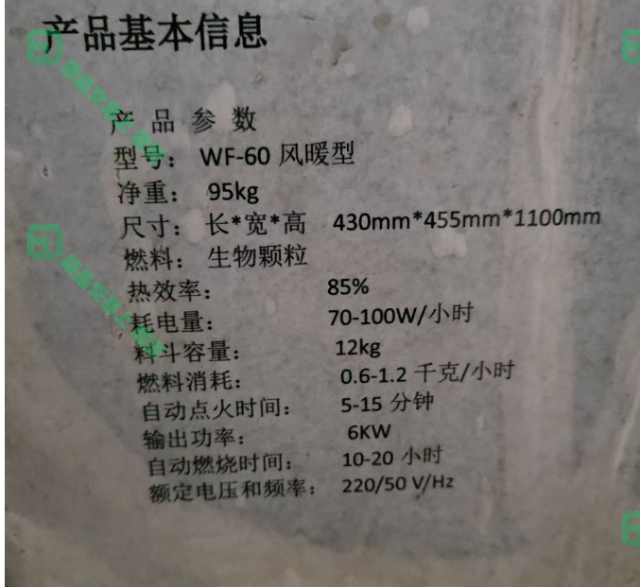 产品基本信息
产品参数
型号： WF-60 风暖型
净重： 95kg
尺寸： 长*宽*高 430mm*455mm*1100mm
燃料： 生物颗粒
热效率： 85%
耗电量： 70-100W/小时
料斗容量： 12kg
燃料消耗： 0.6-1.2 千克/小时
自动点火时间： 5-15 分钟
输出功率： 6KW
自动燃烧时间： 10-20 小时
额定电压和频率： 220/50 V/Hz